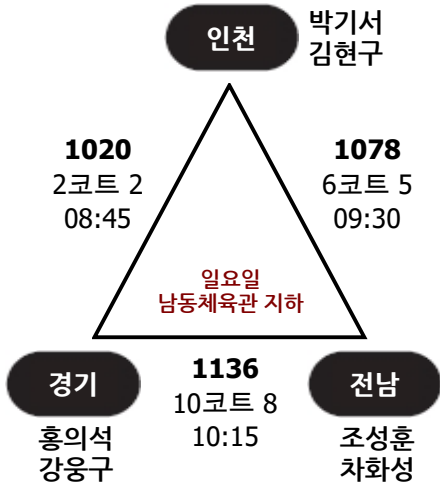 인천
박기서
김현구
1020
2코트 2
08:45
1078
6코트 5
09:30
일요일
남동체육관 지하
경기
홍의석
강웅구
1136
10코트 8
10:15
전남
조성훈
차화성